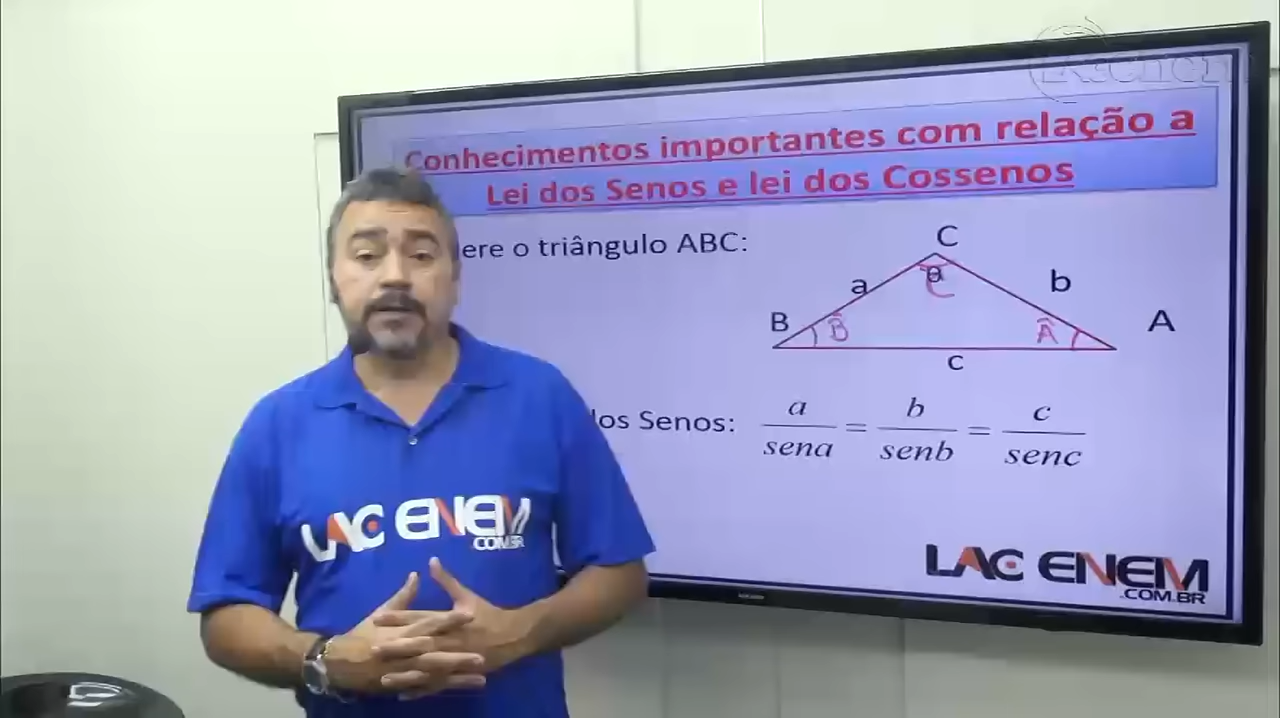 Conhecimentos importantes com relação a
Lei dos Senos e lei dos Cossenos
ere o triângulo ABC:
C
θ
C
a
b
B
B̂
Â
A
c
los Senos:
a/sena = b/senb = c/senc
LAC ENEM
.COM.BR
LAC ENEM
.COM.BR